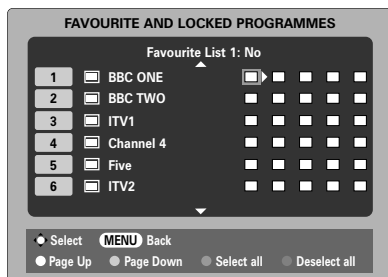 FAVOURITE AND LOCKED PROGRAMMES
Favourite List 1: No
1 BBC ONE
2 BBC TWO
3 ITV1
4 Channel 4
5 Five
6 ITV2
Select MENU Back
Page Up Page Down Select all Deselect all